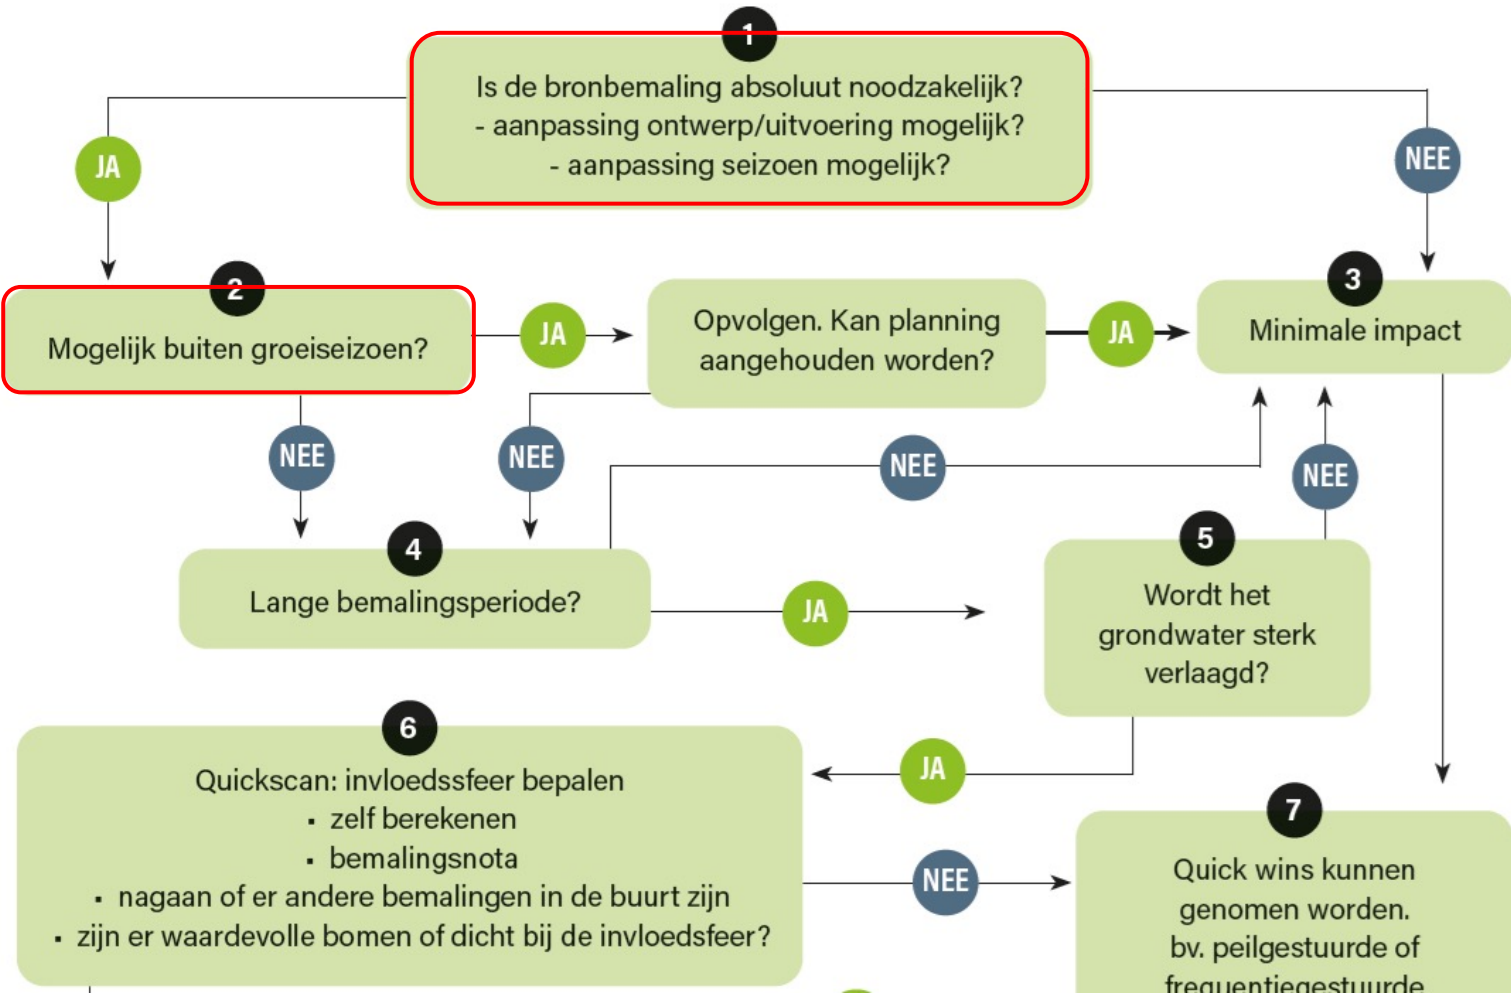 1
Is de bronbemaling absoluut noodzakelijk?
- aanpassing ontwerp/uitvoering mogelijk?
- aanpassing seizoen mogelijk?
JA
NEE
2
Mogelijk buiten groeiseizoen?
JA
Opvolgen. Kan planning
aangehouden worden?
JA
3
Minimale impact
NEE
NEE
NEE
NEE
4
Lange bemalingsperiode?
JA
5
Wordt het
grondwater sterk
verlaagd?
6
Quickscan: invloedssfeer bepalen
▪ zelf berekenen
▪ bemalingsnota
▪ nagaan of er andere bemalingen in de buurt zijn
▪ zijn er waardevolle bomen of dicht bij de invloedsfeer?
JA
NEE
7
Quick wins kunnen
genomen worden.
bv. peilgestuurde of
frequentiegestuurde